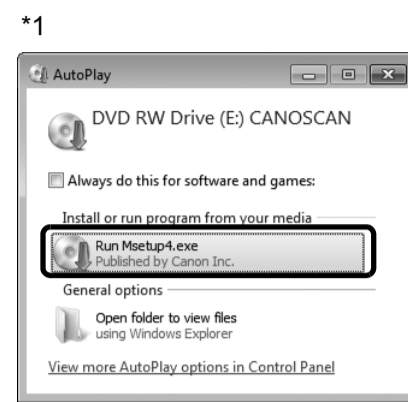 *1
AutoPlay
DVD RW Drive (E:) CANOSCAN
Always do this for software and games:
Install or run program from your media
Run Msetup4.exe
Published by Canon Inc.
General options
Open folder to view files
using Windows Explorer
View more AutoPlay options in Control Panel